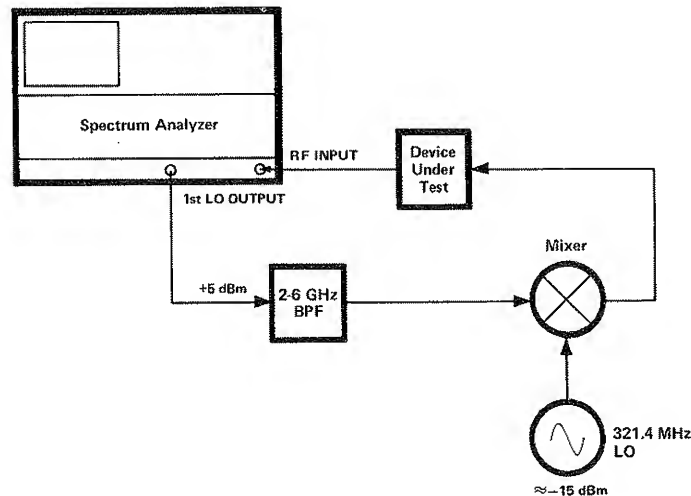 Spectrum Analyzer
RF INPUT
Device
Under
Test
1st LO OUTPUT
Mixer
+5 dBm
2-6 GHz
BPF
321.4 MHz
LO
≈–15 dBm